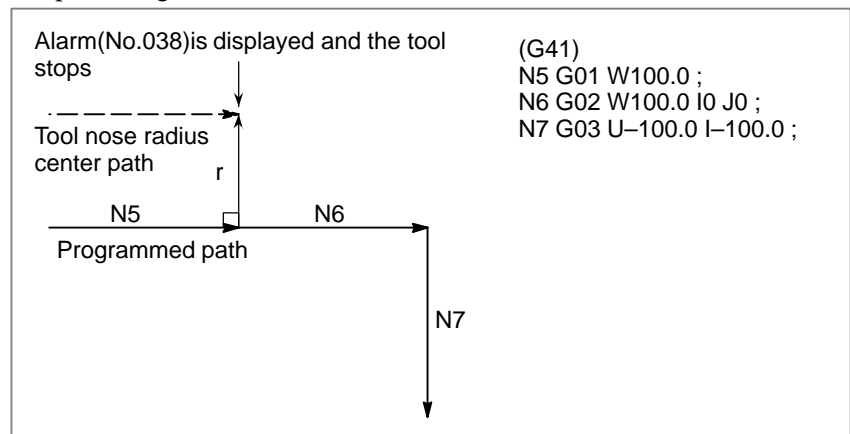 Alarm(No.038)is displayed and the tool
stops
(G41)
N5 G01 W100.0 ;
N6 G02 W100.0 I0 J0 ;
N7 G03 U–100.0 I–100.0 ;
Tool nose radius
center path
r
N5
N6
Programmed path
N7